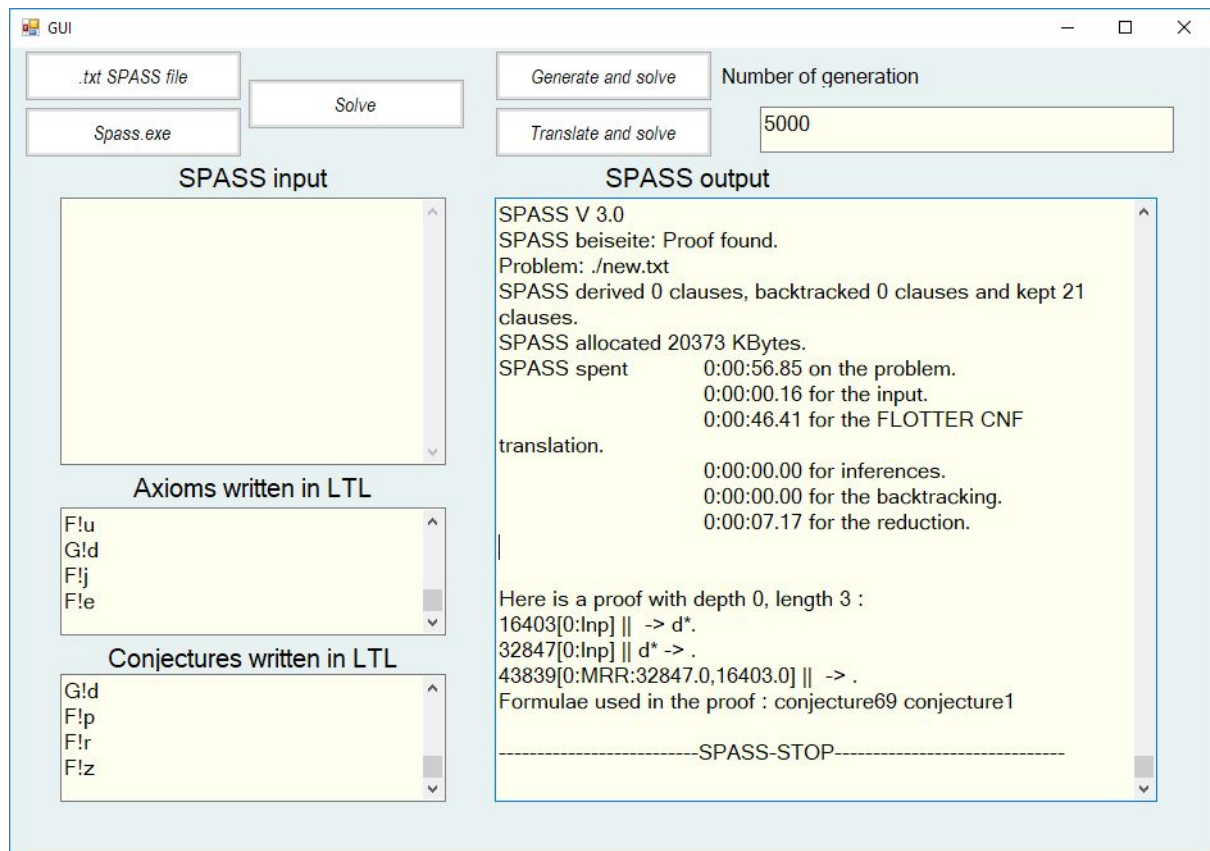 GUI
.txt SPASS file
Solve
Spass.exe
Generate and solve
Number of generation
Translate and solve
5000
SPASS input
SPASS output
SPASS V 3.0
SPASS beiseite: Proof found.
Problem: ./new.txt
SPASS derived 0 clauses, backtracked 0 clauses and kept 21
clauses.
SPASS allocated 20373 KBytes.
SPASS spent 0:00:56.85 on the problem.
0:00:00.16 for the input.
0:00:46.41 for the FLOTTER CNF
translation.
0:00:00.00 for inferences.
0:00:00.00 for the backtracking.
0:00:07.17 for the reduction.
Here is a proof with depth 0, length 3 :
16403[0:Inp] || -> d*.
32847[0:Inp] || d* -> .
43839[0:MRR:32847.0,16403.0] || -> .
Formulae used in the proof : conjecture69 conjecture1
--------------------------SPASS-STOP------------------------------
Axioms written in LTL
F!u
G!d
F!j
F!e
Conjectures written in LTL
G!d
F!p
F!r
F!z